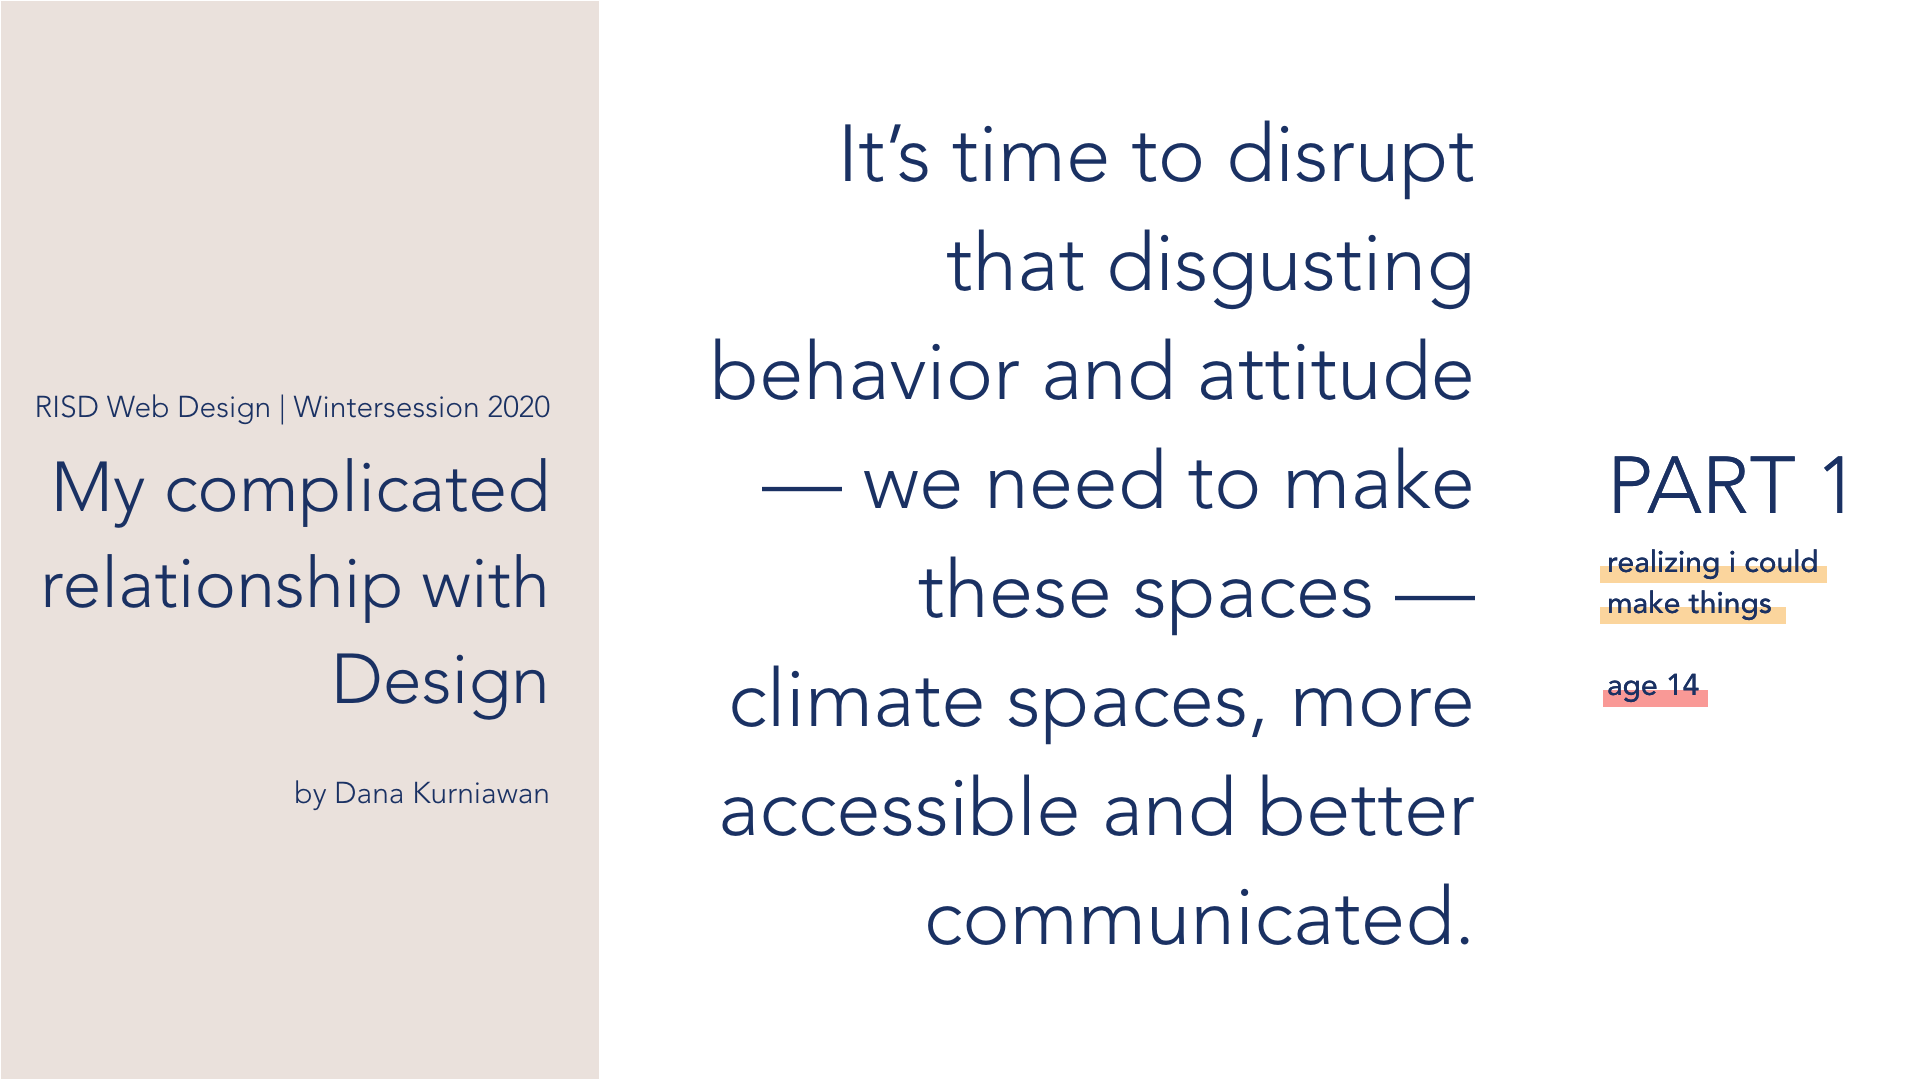 RISD Web Design | Wintersession 2020
My complicated
relationship with
Design
by Dana Kurniawan
It’s time to disrupt
that disgusting
behavior and attitude
— we need to make
these spaces —
climate spaces, more
accessible and better
communicated.
PART 1
realizing i could
make things
age 14